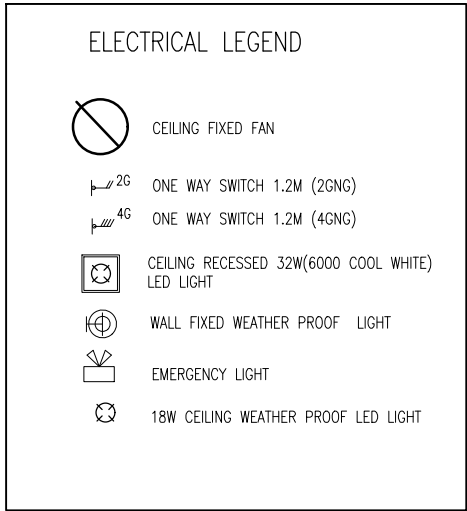 ELECTRICAL LEGEND
CEILING FIXED FAN
2G ONE WAY SWITCH 1.2M (2GNG)
4G ONE WAY SWITCH 1.2M (4GNG)
CEILING RECESSED 32W(6000 COOL WHITE)
LED LIGHT
WALL FIXED WEATHER PROOF LIGHT
EMERGENCY LIGHT
18W CEILING WEATHER PROOF LED LIGHT